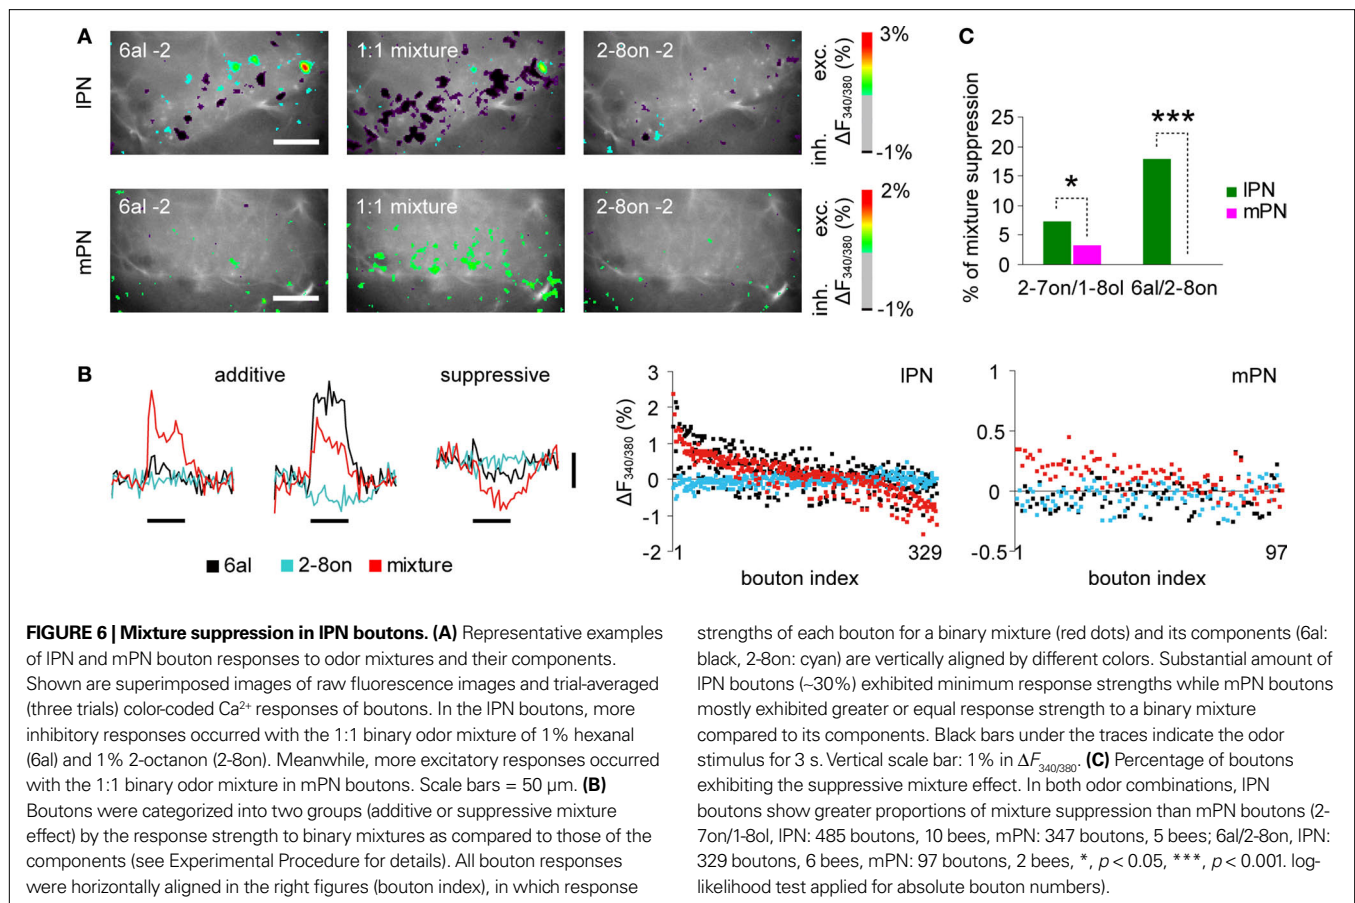 A
6al -2
1:1 mixture
2-8on -2
lPN
3%
exc.
ΔF340/380 (%)
inh.
-1%
6al -2
1:1 mixture
2-8on -2
mPN
2%
exc.
ΔF340/380 (%)
inh.
-1%
C
% of mixture suppression
25
20
15
10
5
0
*
***
2-7on/1-8ol 6al/2-8on
lPN
mPN
B
additive
suppressive
6al 2-8on mixture
lPN
ΔF340/380 (%)
3
2
1
0
-1
-2
1 329
bouton index
mPN
1
0.5
0
-0.5
1 97
bouton index
FIGURE 6 | Mixture suppression in lPN boutons. (A) Representative examples
of lPN and mPN bouton responses to odor mixtures and their components.
Shown are superimposed images of raw fluorescence images and trial-averaged
(three trials) color-coded Ca²⁺ responses of boutons. In the lPN boutons, more
inhibitory responses occurred with the 1:1 binary odor mixture of 1% hexanal
(6al) and 1% 2-octanon (2-8on). Meanwhile, more excitatory responses occurred
with the 1:1 binary odor mixture in mPN boutons. Scale bars = 50 µm. (B)
Boutons were categorized into two groups (additive or suppressive mixture
effect) by the response strength to binary mixtures as compared to those of the
components (see Experimental Procedure for details). All bouton responses
were horizontally aligned in the right figures (bouton index), in which response
strengths of each bouton for a binary mixture (red dots) and its components (6al:
black, 2-8on: cyan) are vertically aligned by different colors. Substantial amount of
lPN boutons (~30%) exhibited minimum response strengths while mPN boutons
mostly exhibited greater or equal response strength to a binary mixture
compared to its components. Black bars under the traces indicate the odor
stimulus for 3 s. Vertical scale bar: 1% in ΔF340/380. (C) Percentage of boutons
exhibiting the suppressive mixture effect. In both odor combinations, lPN
boutons show greater proportions of mixture suppression than mPN boutons (2-
7on/1-8ol, lPN: 485 boutons, 10 bees, mPN: 347 boutons, 5 bees; 6al/2-8on, lPN:
329 boutons, 6 bees, mPN: 97 boutons, 2 bees, *, p < 0.05, ***, p < 0.001. log-
likelihood test applied for absolute bouton numbers).